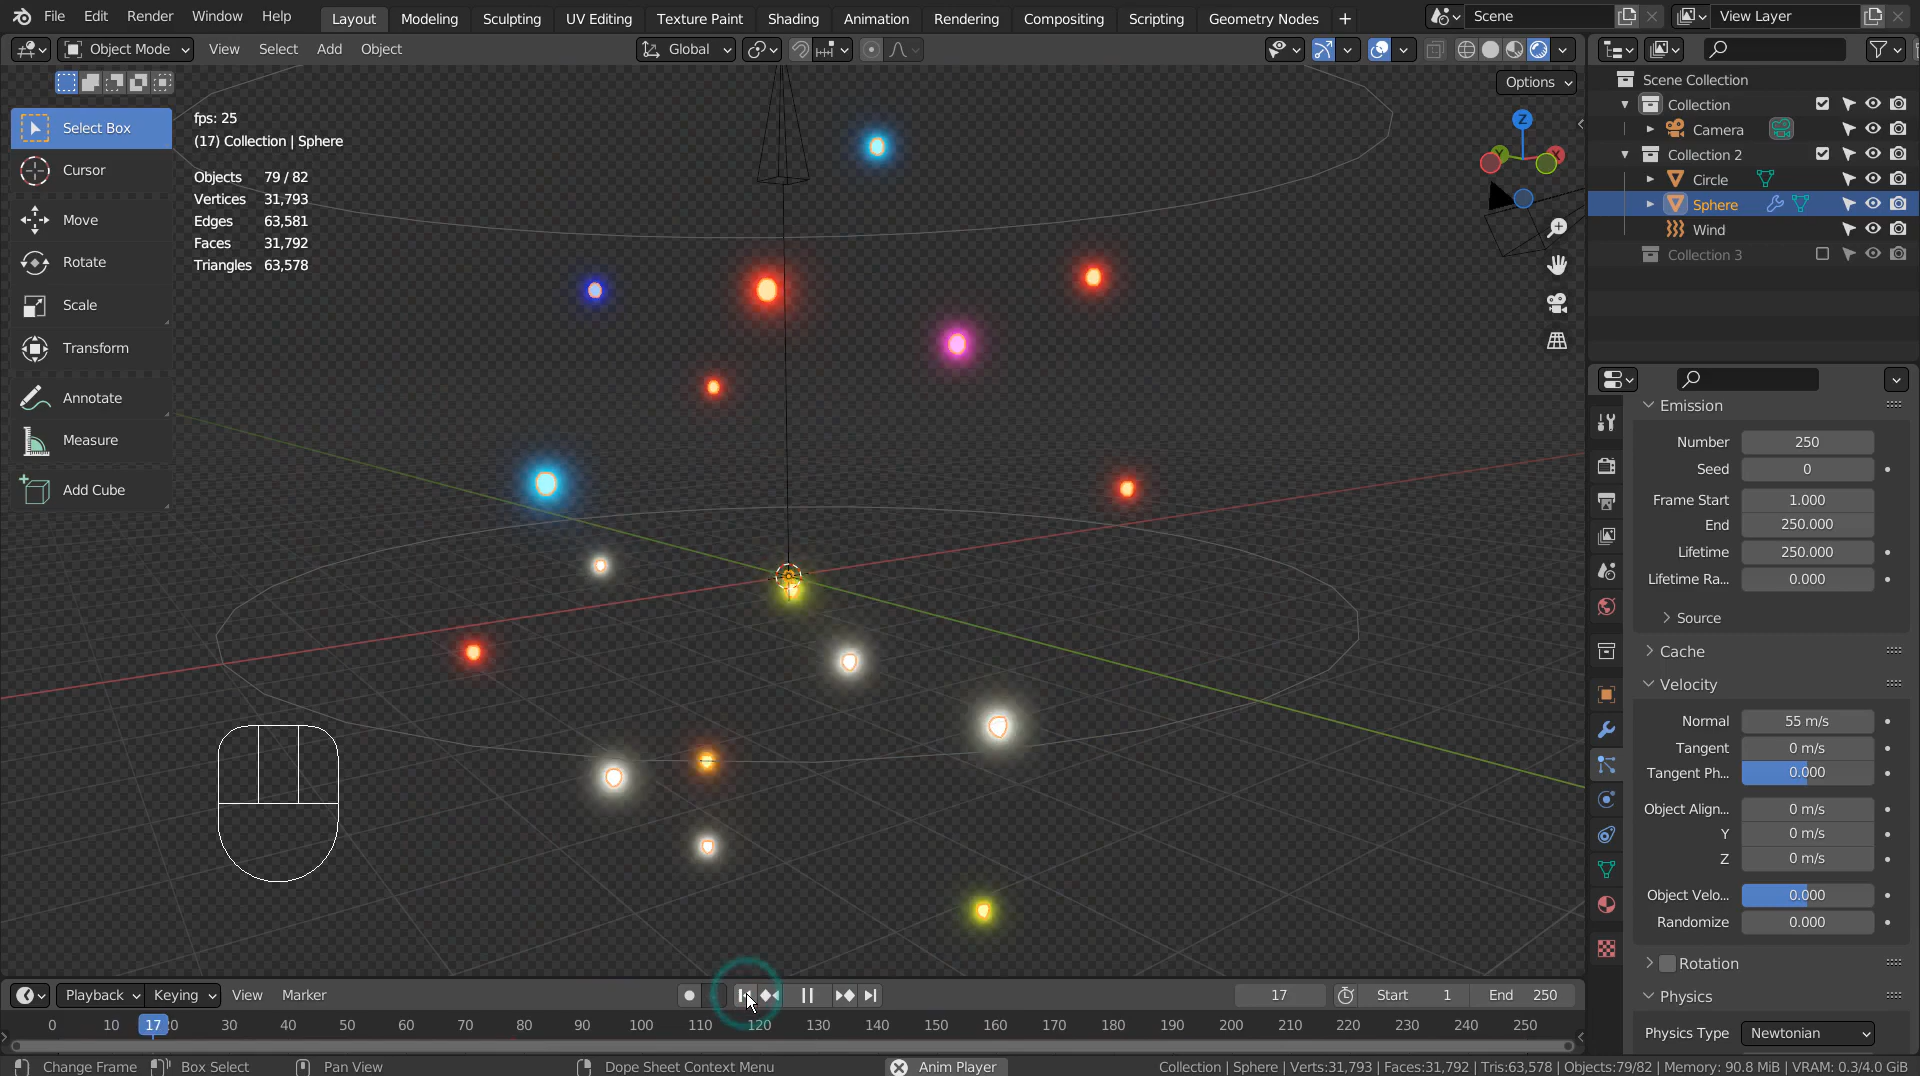 File Edit Render Window Help Layout Modeling Sculpting UV Editing Texture Paint Shading Animation Rendering Compositing Scripting Geometry Nodes + Scene View Layer
Object Mode View Select Add Object Global
Options
Select Box
Cursor
Move
Rotate
Scale
Transform
Annotate
Measure
Add Cube
fps: 25
(17) Collection | Sphere
Objects 79 / 82
Vertices 31,793
Edges 63,581
Faces 31,792
Triangles 63,578
Z
Y
X
Scene Collection
Collection
Camera
Collection 2
Circle
Sphere
Wind
Collection 3
Emission
Number 250
Seed 0
Frame Start 1.000
End 250.000
Lifetime 250.000
Lifetime Ra... 0.000
Source
Cache
Velocity
Normal 55 m/s
Tangent 0 m/s
Tangent Ph... 0.000
Object Align... 0 m/s
Y 0 m/s
Z 0 m/s
Object Velo... 0.000
Randomize 0.000
Rotation
Physics
Physics Type Newtonian
Playback Keying View Marker 17 Start 1 End 250
0 10 17 20 30 40 50 60 70 80 90 100 110 120 130 140 150 160 170 180 190 200 210 220 230 240 250
Change Frame Box Select Pan View Dope Sheet Context Menu Anim Player Collection | Sphere | Verts:31,793 | Faces:31,792 | Tris:63,578 | Objects:79/82 | Memory: 90.8 MiB | VRAM: 0.3/4.0 GiB